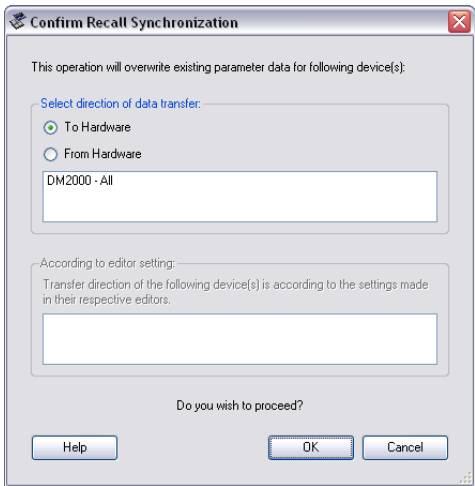 Confirm Recall Synchronization
This operation will overwrite existing parameter data for following device(s):
Select direction of data transfer:
To Hardware
From Hardware
DM2000 - All
According to editor setting:
Transfer direction of the following device(s) is according to the settings made
in their respective editors.
Do you wish to proceed?
Help
OK
Cancel